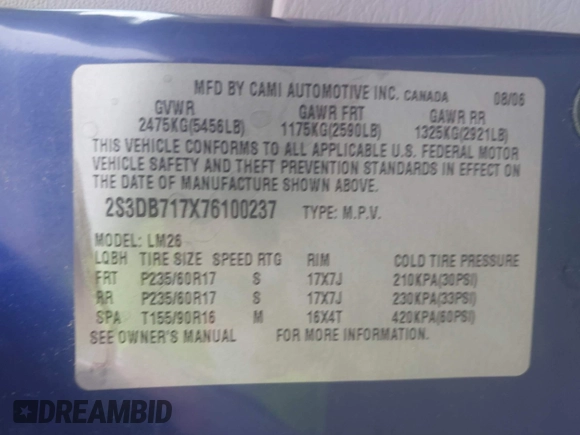 MFD BY CAMI AUTOMOTIVE INC. CANADA 08/06
GVWR GAWR FRT GAWR RR
2475KG(5456LB) 1175KG(2590LB) 1325KG(2921LB)
THIS VEHICLE CONFORMS TO ALL APPLICABLE U.S. FEDERAL MOTOR
VEHICLE SAFETY AND THEFT PREVENTION STANDARDS IN EFFECT ON
THE DATE OF MANUFACTURE SHOWN ABOVE.
2S3DB717X76100237 TYPE: M.P.V.
MODEL: LM26
LQBH TIRE SIZE SPEED RTG RIM COLD TIRE PRESSURE
FRT P235/60R17 S 17X7J 210KPA(30PSI)
RR P235/60R17 S 17X7J 230KPA(33PSI)
SPA T155/90R16 M 16X4T 420KPA(60PSI)
SEE OWNER'S MANUAL FOR MORE INFORMATION.
DREAMBID